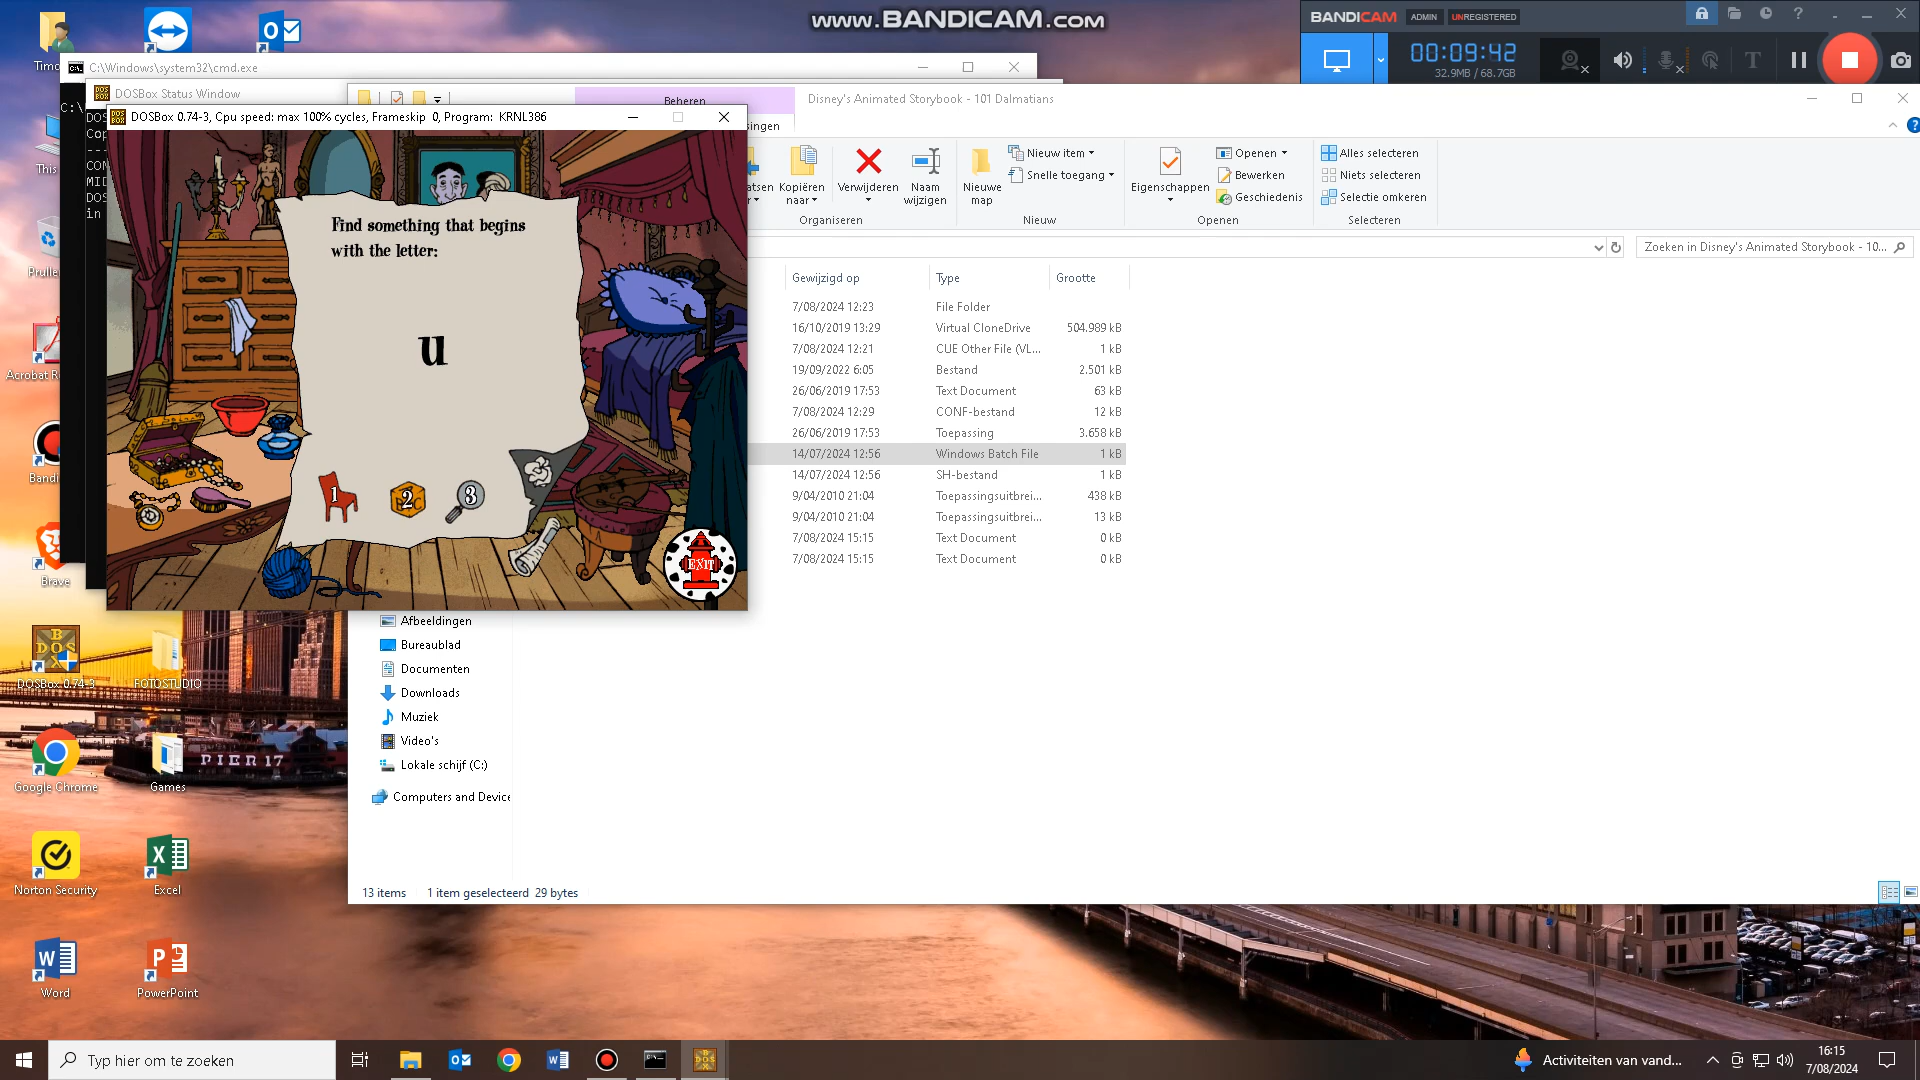 www.BANDICAM.com
BANDICAM
ADMIN
UNREGISTERED
00:09:42
32.9MB / 68.7GB
C:\Windows\system32\cmd.exe
DOSBox Status Window
Beheren
Disney's Animated Storybook - 101 Dalmatians
DOSBox 0.74-3, Cpu speed: max 100% cycles, Frameskip 0, Program: KRNL386
Kopiëren naar
Verwijderen
Naam wijzigen
Organiseren
Nieuwe map
Nieuw item
Snelle toegang
Nieuw
Eigenschappen
Openen
Bewerken
Geschiedenis
Openen
Alles selecteren
Niets selecteren
Selectie omkeren
Selecteren
Zoeken in Disney's Animated Storybook - 10...
Find something that begins
with the letter:
u
1 2 3
EXIT
Gewijzigd op Type Grootte
7/08/2024 12:23 File Folder
16/10/2019 13:29 Virtual CloneDrive 504.989 kB
7/08/2024 12:21 CUE Other File (VL... 1 kB
19/09/2022 6:05 Bestand 2.501 kB
26/06/2019 17:53 Text Document 63 kB
7/08/2024 12:29 CONF-bestand 12 kB
26/06/2019 17:53 Toepassing 3.658 kB
14/07/2024 12:56 Windows Batch File 1 kB
14/07/2024 12:56 SH-bestand 1 kB
9/04/2010 21:04 Toepassingsuitbrei... 438 kB
9/04/2010 21:04 Toepassingsuitbrei... 13 kB
7/08/2024 15:15 Text Document 0 kB
7/08/2024 15:15 Text Document 0 kB
Afbeeldingen
Bureaublad
Documenten
Downloads
Muziek
Video's
Lokale schijf (C:)
Computers and Device
13 items 1 item geselecteerd 29 bytes
This
Brave
DOSBox 0.74-3
FOTOSTUDIO
PIER 17
Google Chrome
Games
Norton Security
Excel
Word
PowerPoint
Typ hier om te zoeken
Activiteiten van vand...
16:15
7/08/2024